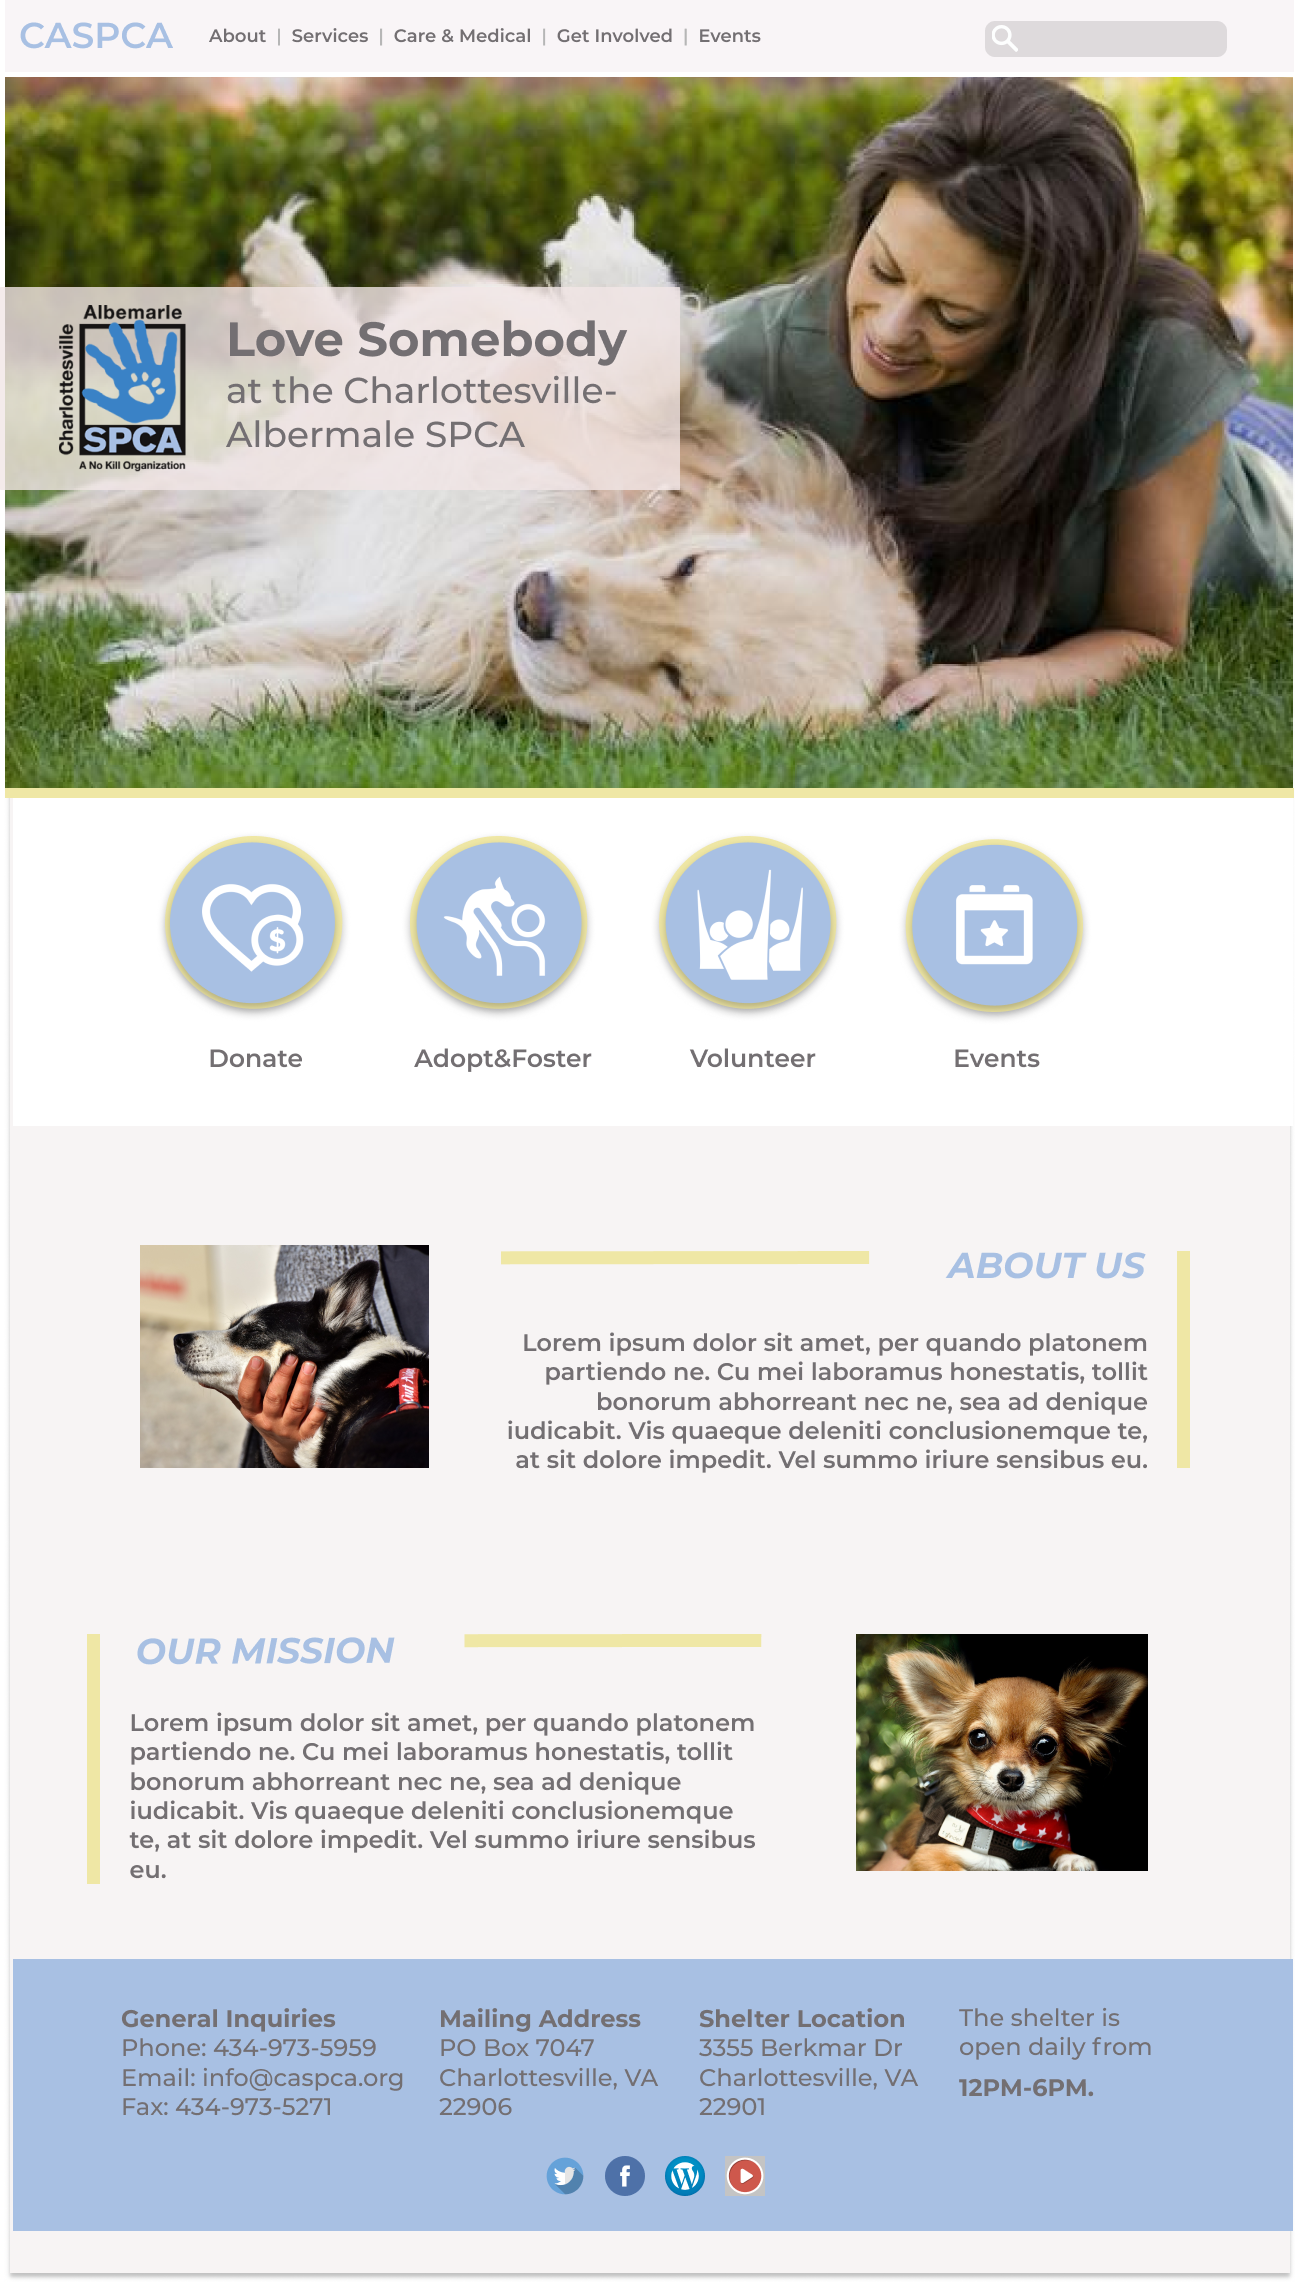 CASPCA
About | Services | Care & Medical | Get Involved | Events
Albemarle
Charlottesville
SPCA
A No Kill Organization
Love Somebody
at the Charlottesville-
Albermale SPCA
$
Donate
Adopt&Foster
Volunteer
Events
ABOUT US
Lorem ipsum dolor sit amet, per quando platonem
partiendo ne. Cu mei laboramus honestatis, tollit
bonorum abhorreant nec ne, sea ad denique
iudicabit. Vis quaeque deleniti conclusionemque te,
at sit dolore impedit. Vel summo iriure sensibus eu.
OUR MISSION
Lorem ipsum dolor sit amet, per quando platonem
partiendo ne. Cu mei laboramus honestatis, tollit
bonorum abhorreant nec ne, sea ad denique
iudicabit. Vis quaeque deleniti conclusionemque
te, at sit dolore impedit. Vel summo iriure sensibus
eu.
General Inquiries
Phone: 434-973-5959
Email: info@caspca.org
Fax: 434-973-5271
Mailing Address
PO Box 7047
Charlottesville, VA
22906
Shelter Location
3355 Berkmar Dr
Charlottesville, VA
22901
The shelter is
open daily from
12PM-6PM.